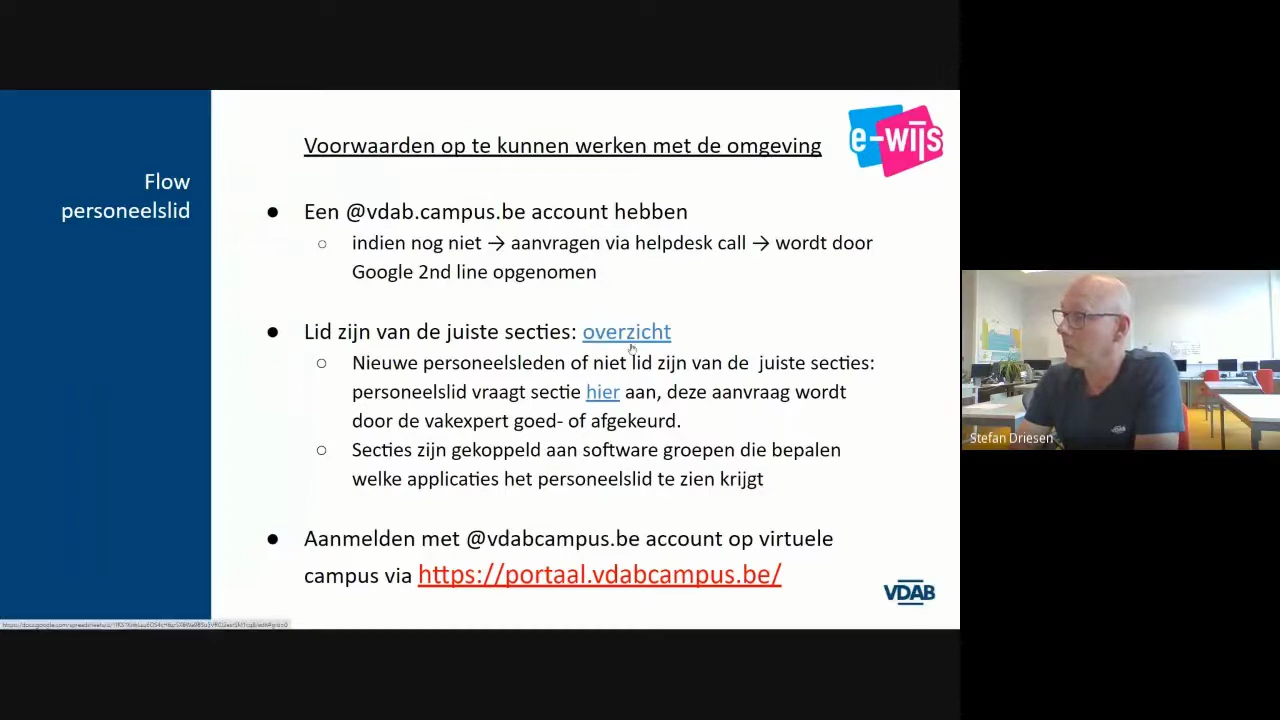 Voorwaarden op te kunnen werken met de omgeving
e-wijs
Flow
personeelslid
● Een @vdab.campus.be account hebben
○ indien nog niet → aanvragen via helpdesk call → wordt door
Google 2nd line opgenomen
● Lid zijn van de juiste secties: overzicht
○ Nieuwe personeelsleden of niet lid zijn van de juiste secties:
personeelslid vraagt sectie hier aan, deze aanvraag wordt
door de vakexpert goed- of afgekeurd.
○ Secties zijn gekoppeld aan software groepen die bepalen
welke applicaties het personeelslid te zien krijgt
● Aanmelden met @vdabcampus.be account op virtuele
campus via https://portaal.vdabcampus.be/
VDAB
Stefan Driesen